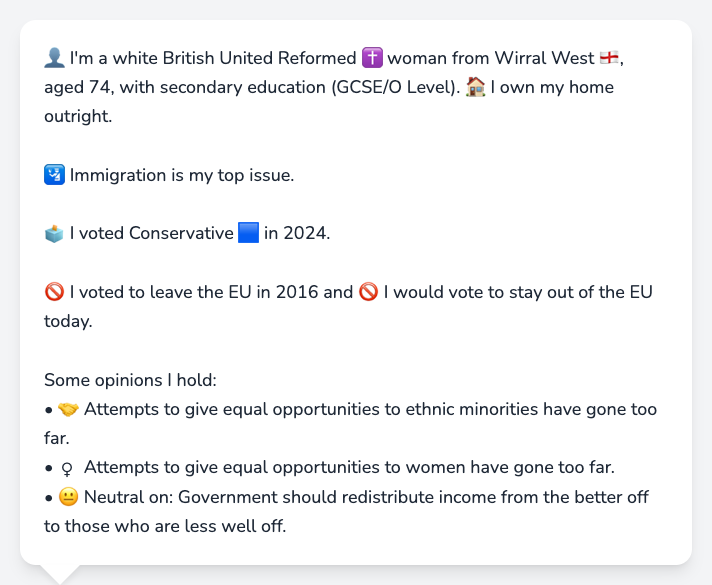 👤 I'm a white British United Reformed ✝️ woman from Wirral West 🏴󠁧󠁢󠁥󠁮󠁧󠁿,
aged 74, with secondary education (GCSE/O Level). 🏠 I own my home
outright.
🛂 Immigration is my top issue.
🗳️ I voted Conservative 🟦 in 2024.
🚫 I voted to leave the EU in 2016 and 🚫 I would vote to stay out of the EU
today.
Some opinions I hold:
• 🤝 Attempts to give equal opportunities to ethnic minorities have gone too
far.
• ♀ Attempts to give equal opportunities to women have gone too far.
• 😐 Neutral on: Government should redistribute income from the better off
to those who are less well off.